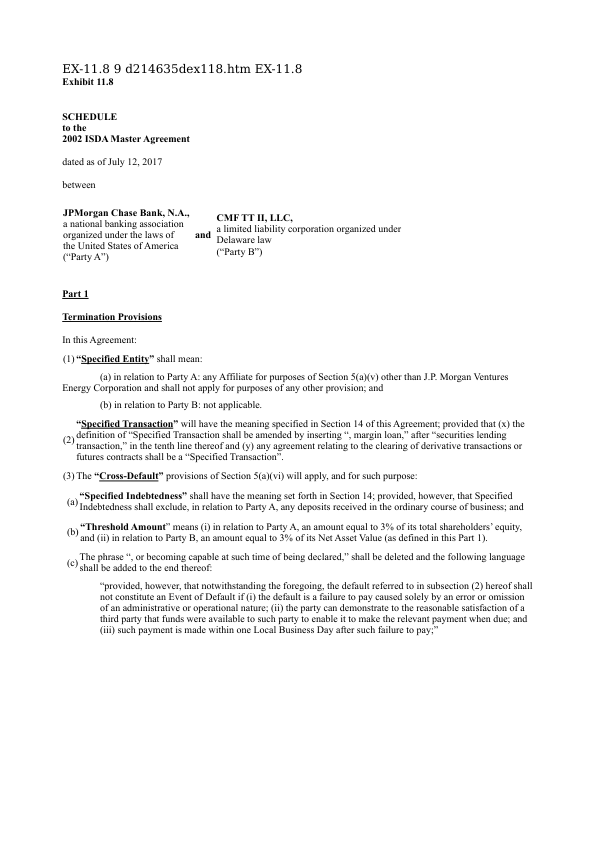 EX-11.8 9 d214635dex118.htm EX-11.8
Exhibit 11.8
SCHEDULE
to the
2002 ISDA Master Agreement
dated as of July 12, 2017
between
JPMorgan Chase Bank, N.A.,
a national banking association
organized under the laws of
the United States of America
(“Party A”)
and
CMF TT II, LLC,
a limited liability corporation organized under
Delaware law
(“Party B”)
Part 1
Termination Provisions
In this Agreement:
(1) “Specified Entity” shall mean:
(a) in relation to Party A: any Affiliate for purposes of Section 5(a)(v) other than J.P. Morgan Ventures
Energy Corporation and shall not apply for purposes of any other provision; and
(b) in relation to Party B: not applicable.
“Specified Transaction” will have the meaning specified in Section 14 of this Agreement; provided that (x) the
(2) definition of “Specified Transaction shall be amended by inserting “, margin loan,” after “securities lending
transaction,” in the tenth line thereof and (y) any agreement relating to the clearing of derivative transactions or
futures contracts shall be a “Specified Transaction”.
(3) The “Cross-Default” provisions of Section 5(a)(vi) will apply, and for such purpose:
(a) “Specified Indebtedness” shall have the meaning set forth in Section 14; provided, however, that Specified
Indebtedness shall exclude, in relation to Party A, any deposits received in the ordinary course of business; and
(b) “Threshold Amount” means (i) in relation to Party A, an amount equal to 3% of its total shareholders’ equity,
and (ii) in relation to Party B, an amount equal to 3% of its Net Asset Value (as defined in this Part 1).
(c) The phrase “, or becoming capable at such time of being declared,” shall be deleted and the following language
shall be added to the end thereof:
“provided, however, that notwithstanding the foregoing, the default referred to in subsection (2) hereof shall
not constitute an Event of Default if (i) the default is a failure to pay caused solely by an error or omission
of an administrative or operational nature; (ii) the party can demonstrate to the reasonable satisfaction of a
third party that funds were available to such party to enable it to make the relevant payment when due; and
(iii) such payment is made within one Local Business Day after such failure to pay;”